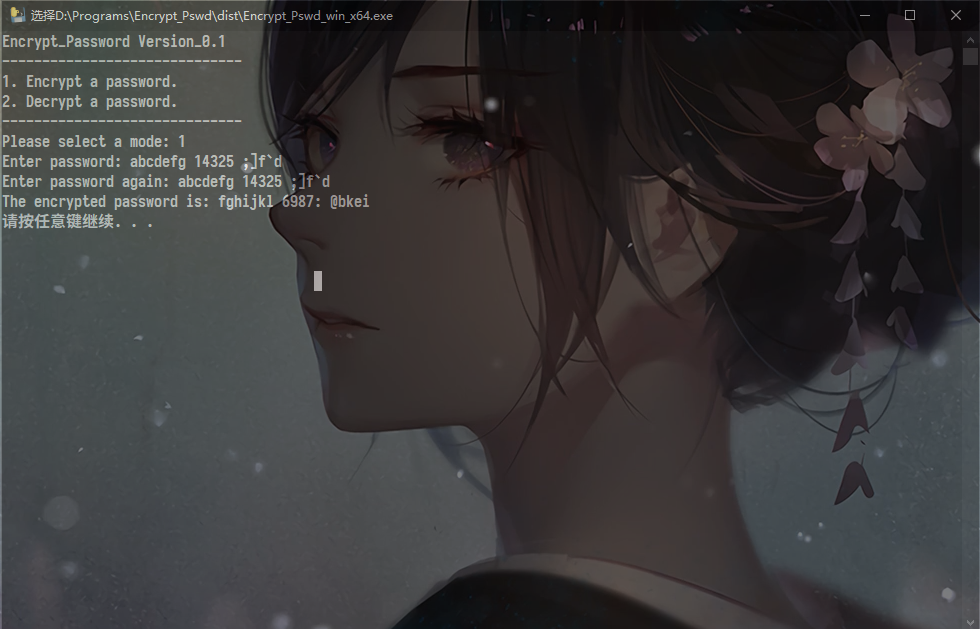 选择D:\Programs\Encrypt_Pswd\dist\Encrypt_Pswd_win_x64.exe
Encrypt_Password Version_0.1
------------------------------
1. Encrypt a password.
2. Decrypt a password.
------------------------------
Please select a mode: 1
Enter password: abcdefg 14325 ;]f`d
Enter password again: abcdefg 14325 ;]f`d
The encrypted password is: fghijkl 6987: @bkei
请按任意键继续. . .